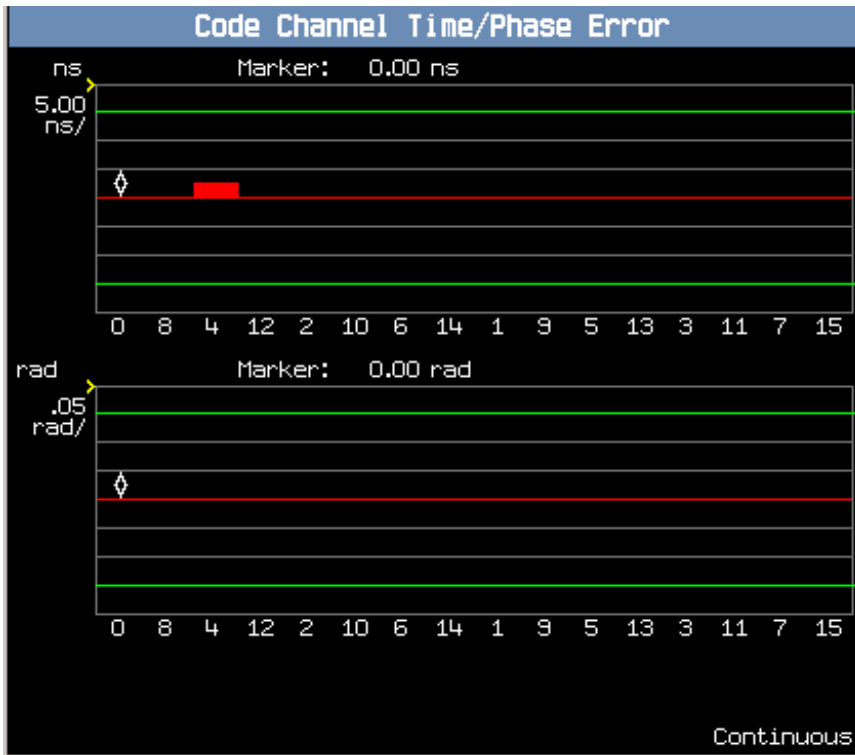 Code Channel Time/Phase Error
ns Marker: 0.00 ns
5.00
ns/
0 8 4 12 2 10 6 14 1 9 5 13 3 11 7 15
rad Marker: 0.00 rad
.05
rad/
0 8 4 12 2 10 6 14 1 9 5 13 3 11 7 15
Continuous